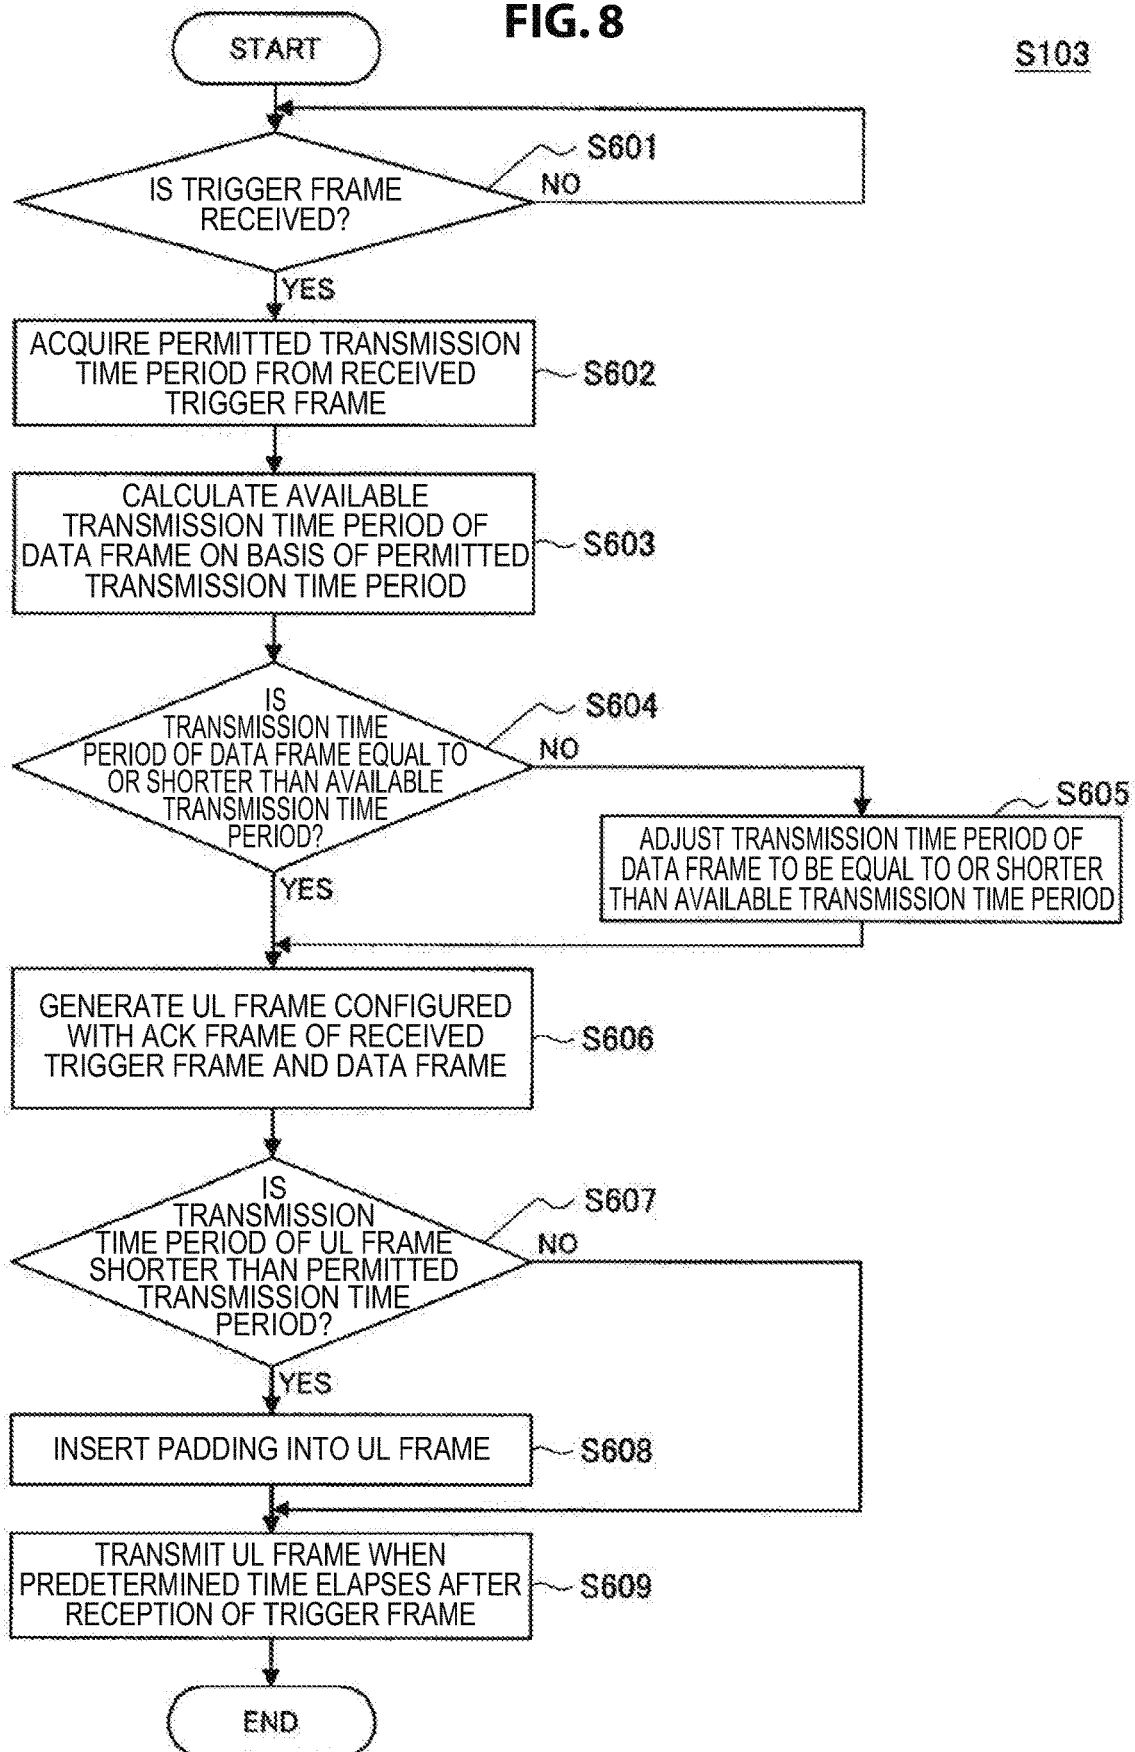 FIG. 8
S103
START
S601
IS TRIGGER FRAME
RECEIVED?
NO
YES
ACQUIRE PERMITTED TRANSMISSION
TIME PERIOD FROM RECEIVED
TRIGGER FRAME
S602
CALCULATE AVAILABLE
TRANSMISSION TIME PERIOD OF
DATA FRAME ON BASIS OF PERMITTED
TRANSMISSION TIME PERIOD
S603
IS
TRANSMISSION TIME
PERIOD OF DATA FRAME EQUAL TO
OR SHORTER THAN AVAILABLE
TRANSMISSION TIME
PERIOD?
S604
NO
YES
S605
ADJUST TRANSMISSION TIME PERIOD OF
DATA FRAME TO BE EQUAL TO OR SHORTER
THAN AVAILABLE TRANSMISSION TIME PERIOD
GENERATE UL FRAME CONFIGURED
WITH ACK FRAME OF RECEIVED
TRIGGER FRAME AND DATA FRAME
S606
IS
TRANSMISSION
TIME PERIOD OF UL FRAME
SHORTER THAN PERMITTED
TRANSMISSION TIME
PERIOD?
S607
NO
YES
INSERT PADDING INTO UL FRAME
S608
TRANSMIT UL FRAME WHEN
PREDETERMINED TIME ELAPSES AFTER
RECEPTION OF TRIGGER FRAME
S609
END